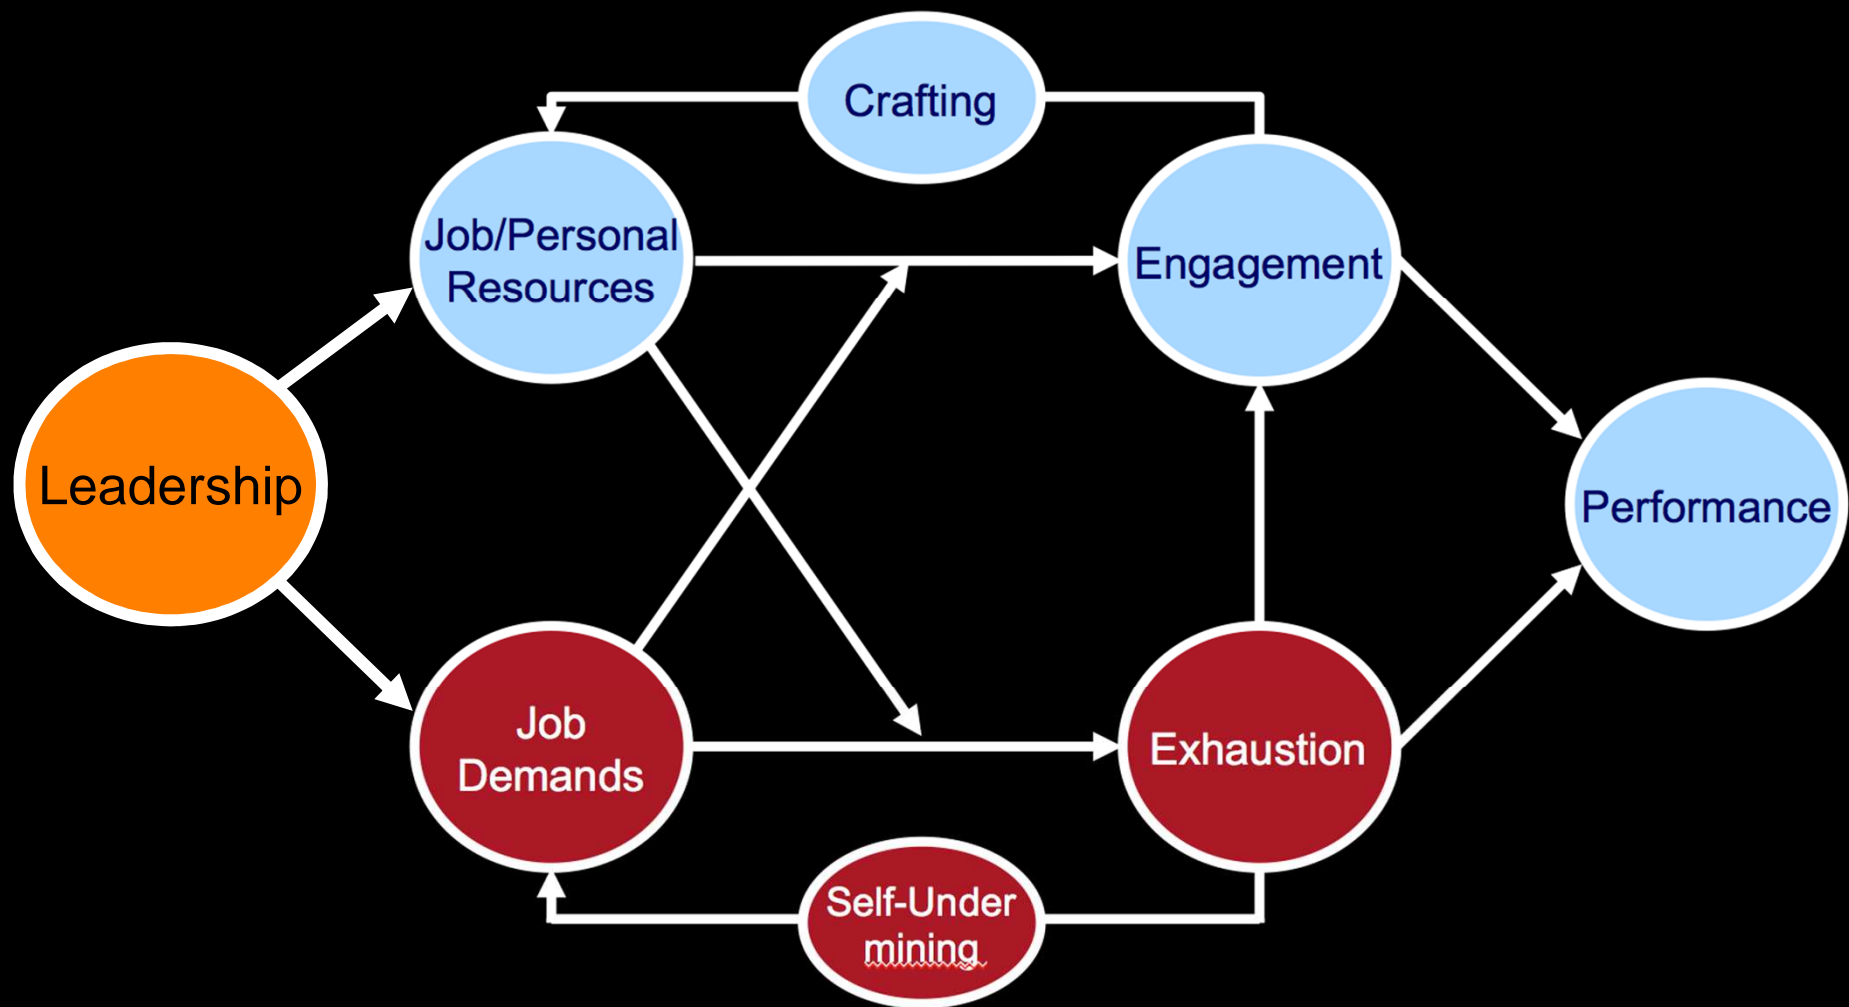 Crafting
Job/Personal
Resources
Engagement
Leadership
Performance
Job
Demands
Exhaustion
Self-Under
mining